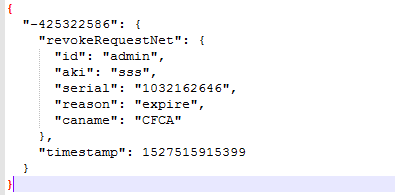 {
  "-425322586": {
    "revokeRequestNet": {
      "id": "admin",
      "aki": "sss",
      "serial": "1032162646",
      "reason": "expire",
      "caname": "CFCA"
    },
    "timestamp": 1527515915399
  }
}